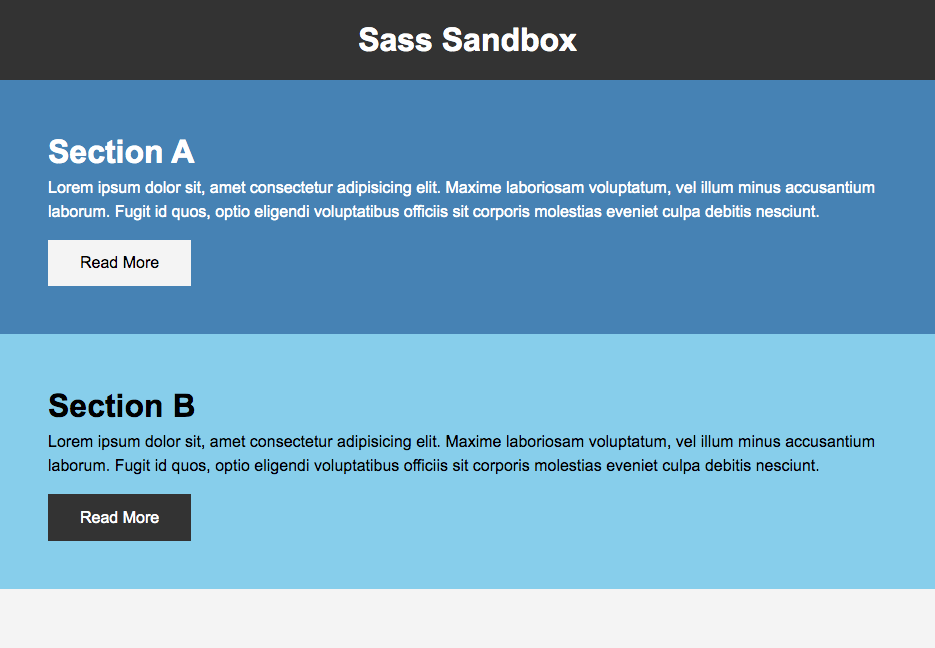 Sass Sandbox
Section A
Lorem ipsum dolor sit, amet consectetur adipisicing elit. Maxime laboriosam voluptatum, vel illum minus accusantium
laborum. Fugit id quos, optio eligendi voluptatibus officiis sit corporis molestias eveniet culpa debitis nesciunt.
Read More
Section B
Lorem ipsum dolor sit, amet consectetur adipisicing elit. Maxime laboriosam voluptatum, vel illum minus accusantium
laborum. Fugit id quos, optio eligendi voluptatibus officiis sit corporis molestias eveniet culpa debitis nesciunt.
Read More